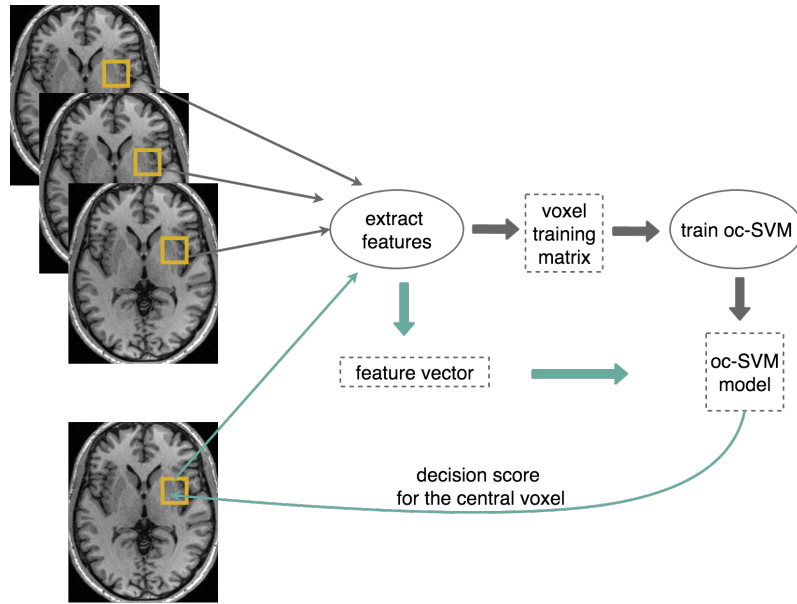 extract
features
voxel
training
matrix
train oc-SVM
feature vector
oc-SVM
model
decision score
for the central voxel